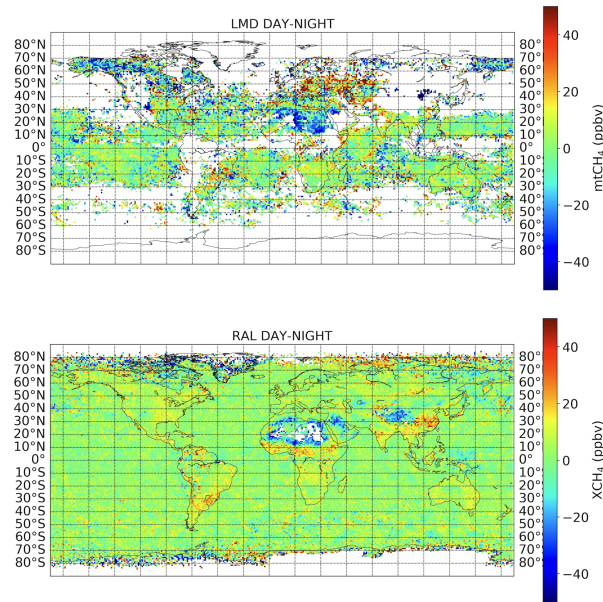 LMD DAY-NIGHT
80°N 80°N
70°N 70°N
60°N 60°N
50°N 50°N
40°N 40°N
30°N 30°N
20°N 20°N
10°N 10°N
0° 0°
10°S 10°S
20°S 20°S
30°S 30°S
40°S 40°S
50°S 50°S
60°S 60°S
70°S 70°S
80°S 80°S
40
20
0
−20
−40
mtCH₄ (ppbv)
RAL DAY-NIGHT
80°N 80°N
70°N 70°N
60°N 60°N
50°N 50°N
40°N 40°N
30°N 30°N
20°N 20°N
10°N 10°N
0° 0°
10°S 10°S
20°S 20°S
30°S 30°S
40°S 40°S
50°S 50°S
60°S 60°S
70°S 70°S
80°S 80°S
40
20
0
−20
−40
XCH₄ (ppbv)